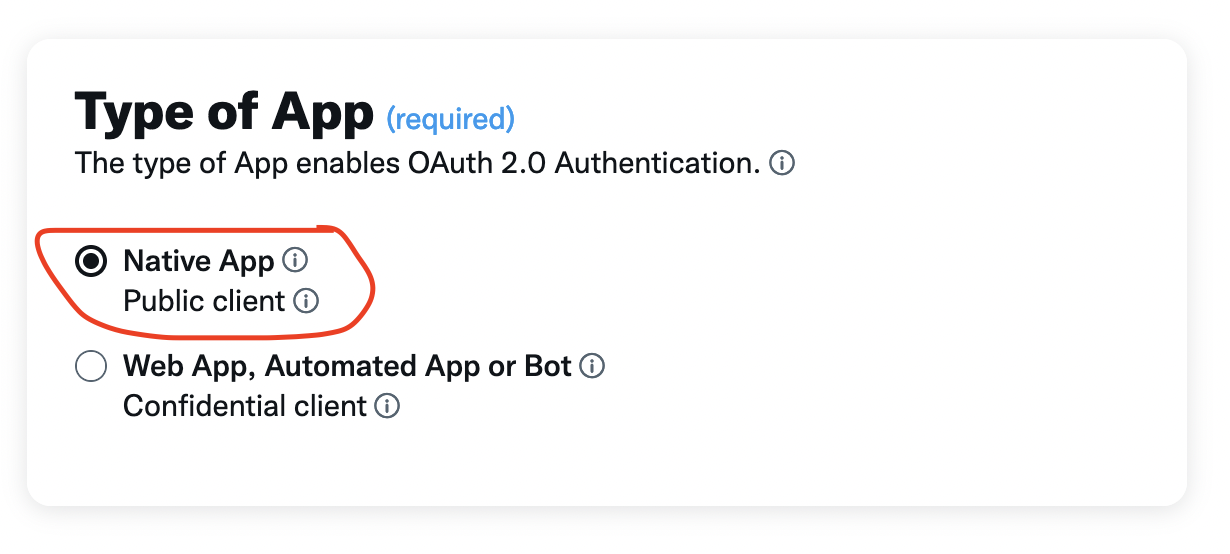 Type of App (required)
The type of App enables OAuth 2.0 Authentication.
Native App
Public client
Web App, Automated App or Bot
Confidential client